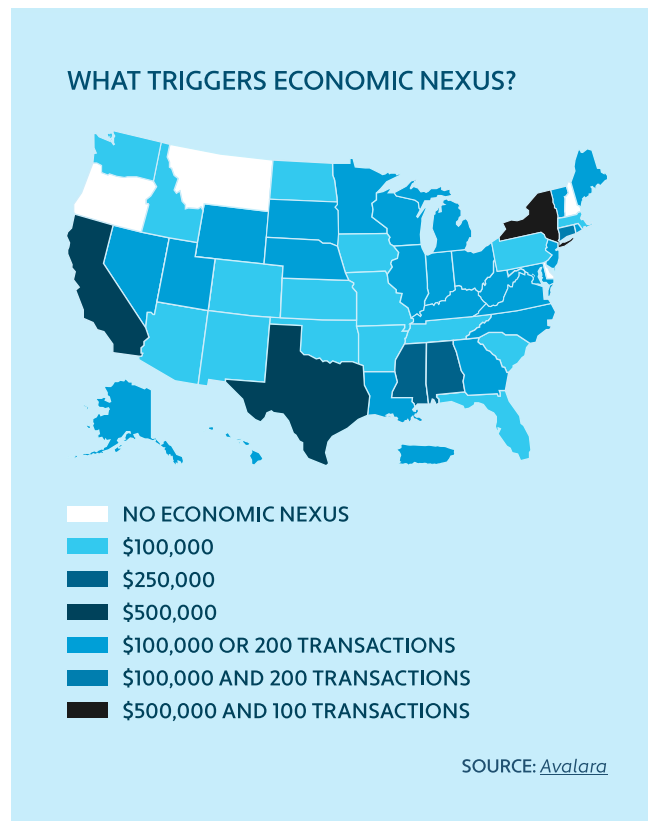 WHAT TRIGGERS ECONOMIC NEXUS?
NO ECONOMIC NEXUS
$100,000
$250,000
$500,000
$100,000 OR 200 TRANSACTIONS
$100,000 AND 200 TRANSACTIONS
$500,000 AND 100 TRANSACTIONS
SOURCE: Avalara